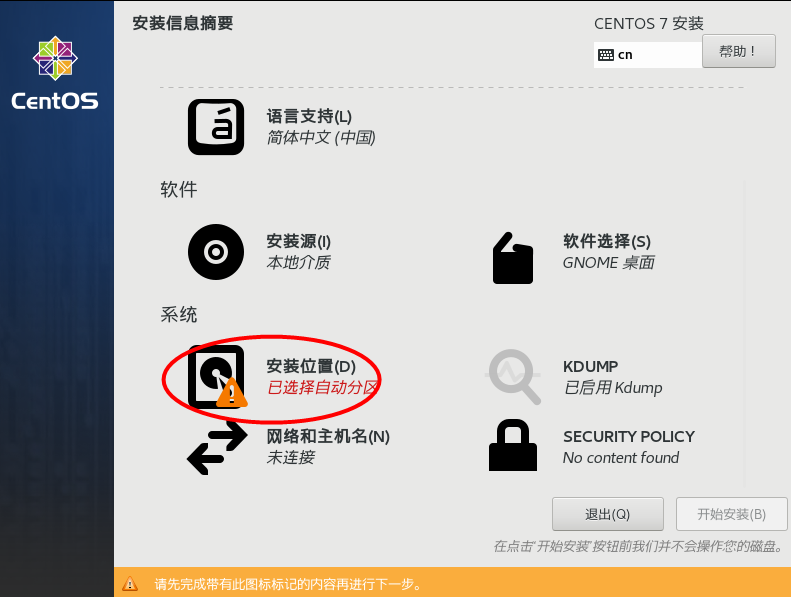 CentOS
安装信息摘要
CENTOS 7 安装
cn
帮助！
语言支持(L)
简体中文 (中国)
软件
安装源(I)
本地介质
软件选择(S)
GNOME 桌面
系统
安装位置(D)
已选择自动分区
KDUMP
已启用 Kdump
网络和主机名(N)
未连接
SECURITY POLICY
No content found
退出(Q)
开始安装(B)
在点击‘开始安装’按钮前我们并不会操作您的磁盘。
请先完成带有此图标标记的内容再进行下一步。